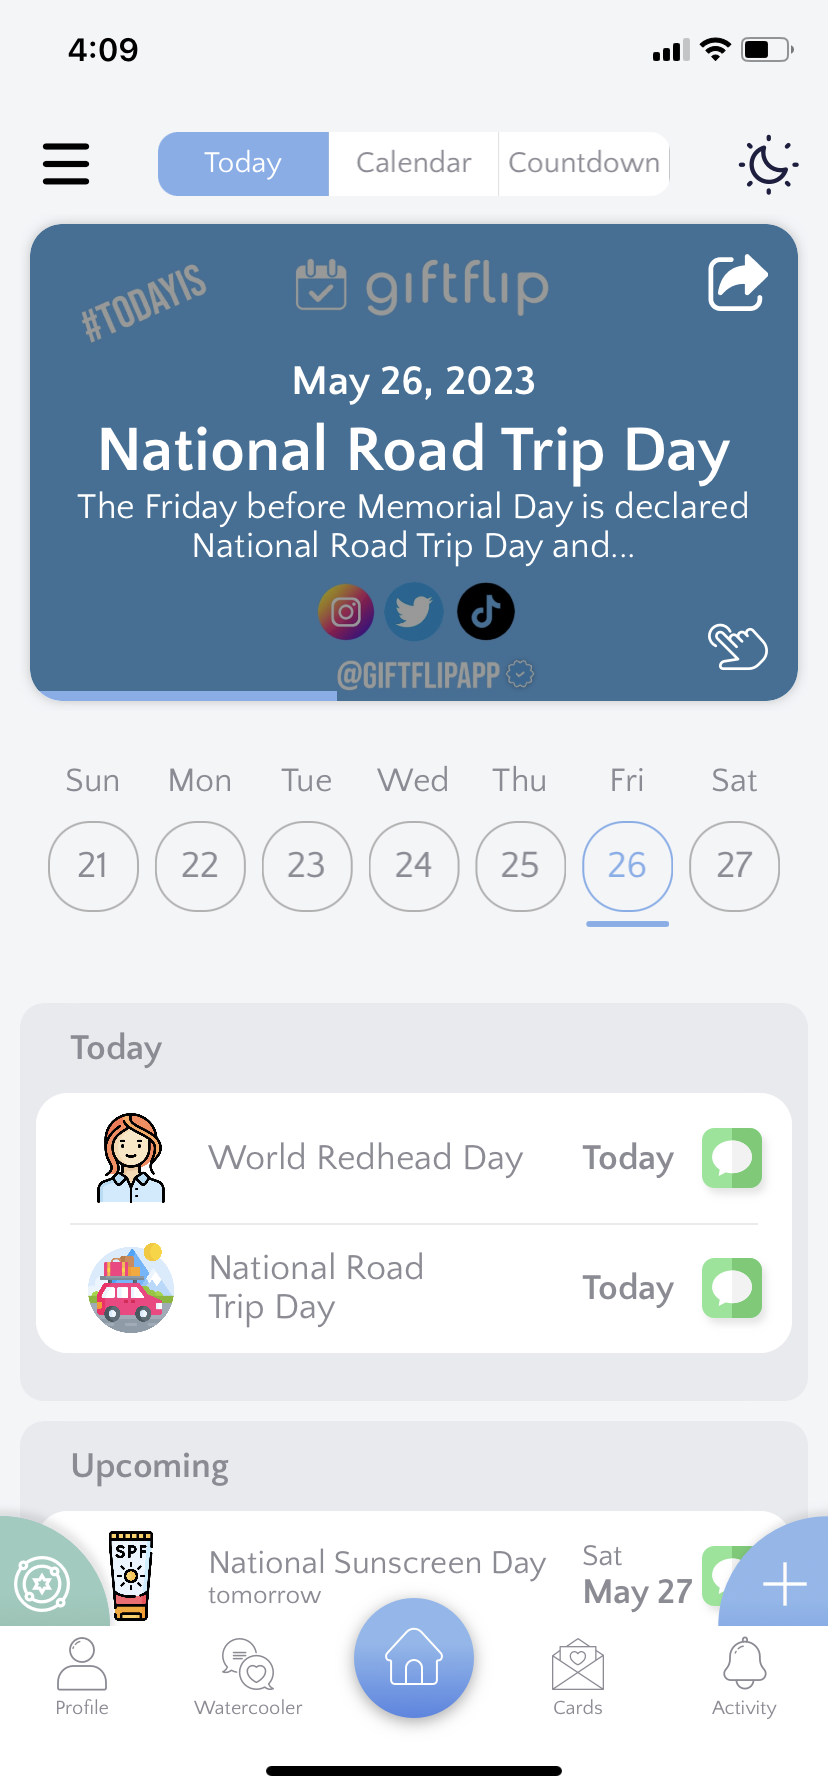 4:09
Today
Calendar
Countdown
#TODAYIS
giftflip
May 26, 2023
National Road Trip Day
The Friday before Memorial Day is declared
National Road Trip Day and...
@GIFTFLIPAPP
Sun Mon Tue Wed Thu Fri Sat
21 22 23 24 25 26 27
Today
World Redhead Day Today
National Road
Trip Day
Today
Upcoming
SPF
National Sunscreen Day
tomorrow
Sat
May 27
Profile
Watercooler
Cards
Activity